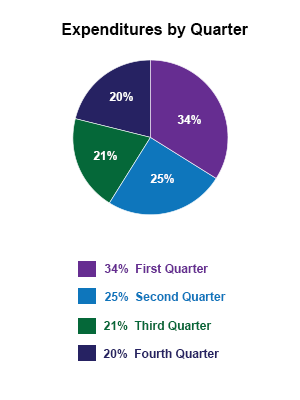 Expenditures by Quarter
20%
34%
21%
25%
34% First Quarter
25% Second Quarter
21% Third Quarter
20% Fourth Quarter